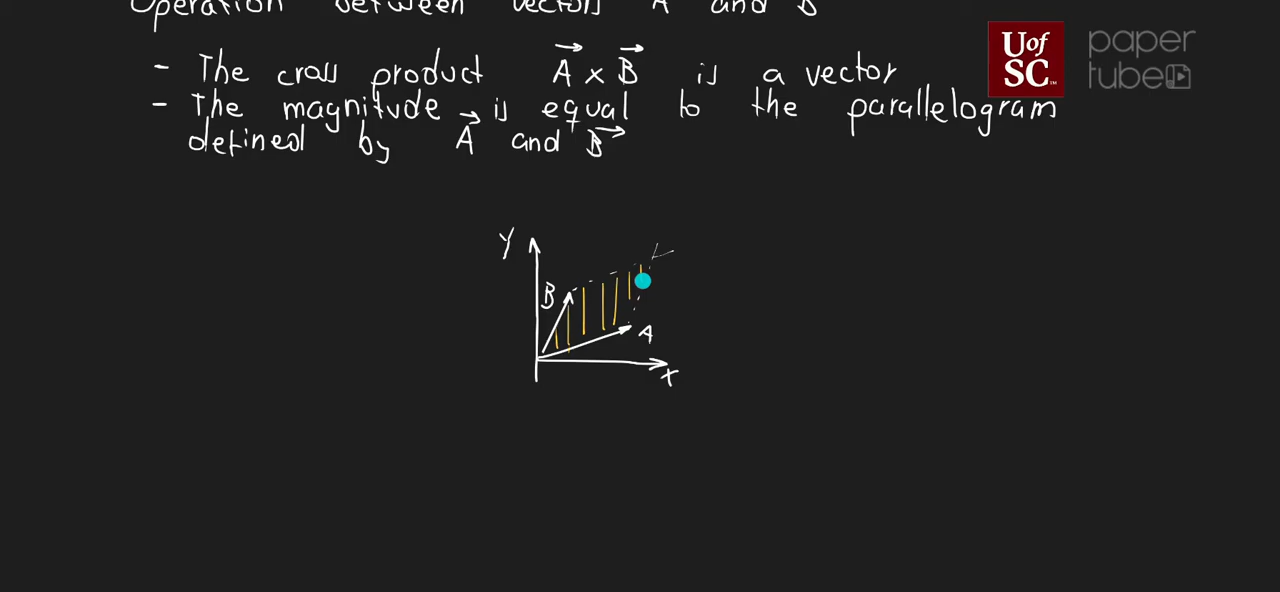 Operation between vectors A and B
- The cross product A x B is a vector
- The magnitude is equal to the parallelogram
defined by A and B
Y
B
A
X
U of
SC
paper
tube